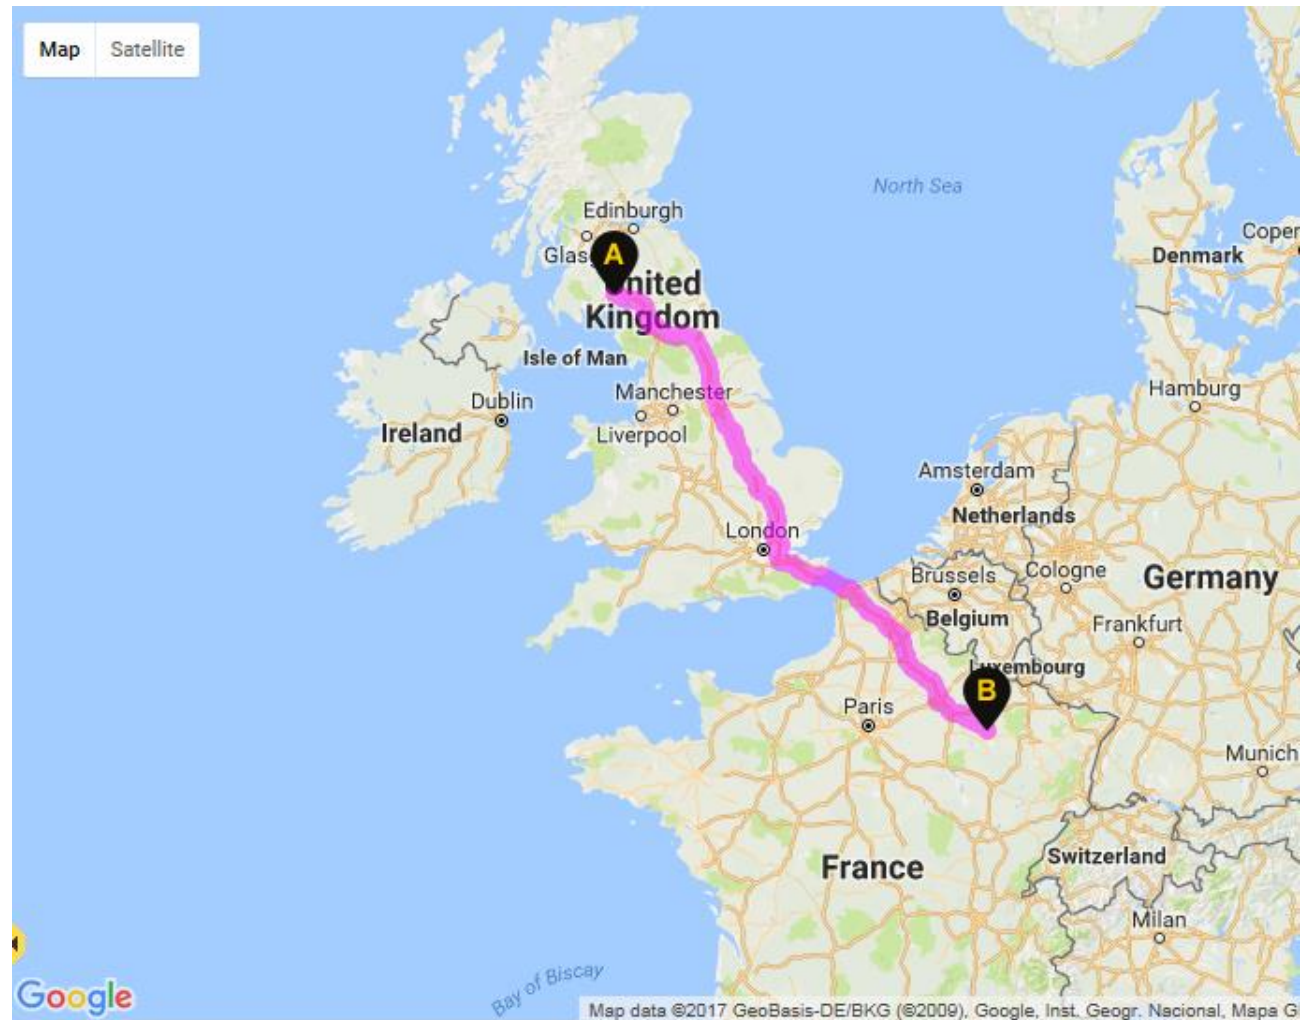 Map Satellite
North Sea
Edinburgh
Glas
A
United
Kingdom
Isle of Man
Denmark
Coper
Hamburg
Manchester
Dublin
Ireland
Liverpool
Amsterdam
Netherlands
London
Brussels
Cologne
Germany
Belgium
Frankfurt
Luxembourg
B
Paris
Munich
France
Switzerland
Milan
Bay of Biscay
Google
Map data ©2017 GeoBasis-DE/BKG (©2009), Google, Inst. Geogr. Nacional, Mapa G